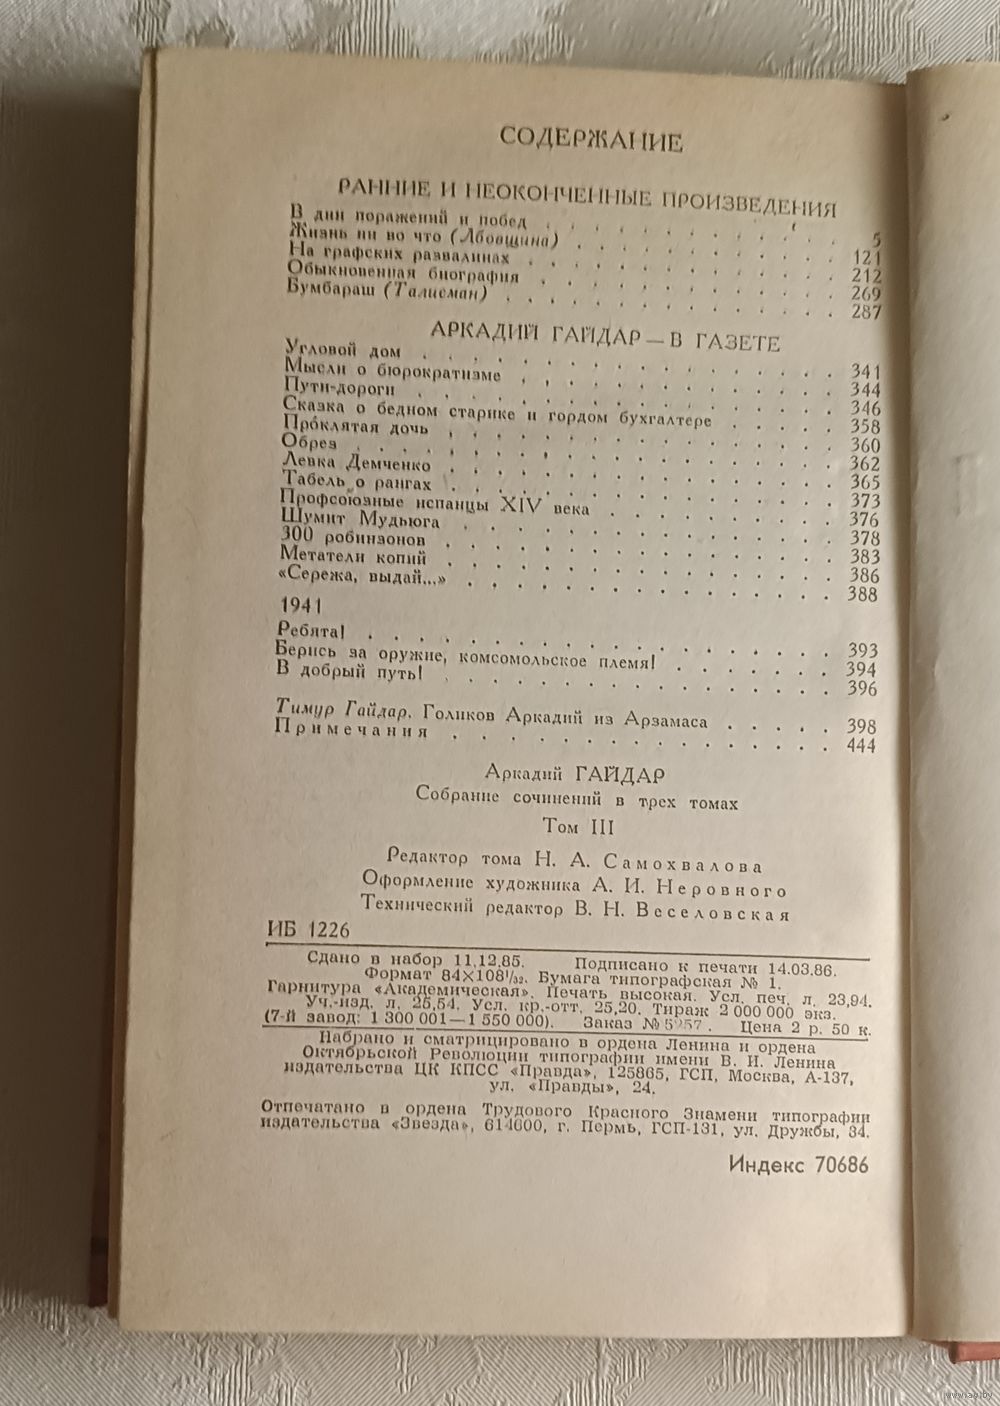 СОДЕРЖАНИЕ
РАННИЕ И НЕОКОНЧЕННЫЕ ПРОИЗВЕДЕНИЯ
В дни поражений и побед . . . . . . . . . . . . 5
Жизнь ни во что (Лбовщина) . . . . . . . . . . . 121
На графских развалинах . . . . . . . . . . . . 212
Обыкновенная биография . . . . . . . . . . . . 269
Бумбараш (Талисман) . . . . . . . . . . . . . 287
АРКАДИЙ ГАЙДАР — В ГАЗЕТЕ
Угловой дом . . . . . . . . . . . . . . . . 341
Мысли о бюрократизме . . . . . . . . . . . . 344
Пути-дороги . . . . . . . . . . . . . . . . 346
Сказка о бедном старике и гордом бухгалтере . . . . . 358
Проклятая дочь . . . . . . . . . . . . . . . 360
Обрез . . . . . . . . . . . . . . . . . . 362
Левка Демченко . . . . . . . . . . . . . . . 365
Табель о рангах . . . . . . . . . . . . . . . 373
Профсоюзные испанцы XIV века . . . . . . . . . 376
Шумит Мудьюга . . . . . . . . . . . . . . . 378
300 робинзонов . . . . . . . . . . . . . . . 383
Метатели копий . . . . . . . . . . . . . . . 386
«Сережа, выдай...» . . . . . . . . . . . . . . 388
1941
Ребята! . . . . . . . . . . . . . . . . . . 393
Берись за оружие, комсомольское племя! . . . . . . . 394
В добрый путь! . . . . . . . . . . . . . . . 396
Тимур Гайдар. Голиков Аркадий из Арзамаса . . . . . 398
Примечания . . . . . . . . . . . . . . . . 444
Аркадий ГАЙДАР
Собрание сочинений в трех томах
Том III
Редактор тома Н. А. Самохвалова
Оформление художника А. И. Неровного
Технический редактор В. Н. Веселовская
ИБ 1226
Сдано в набор 11.12.85. Подписано к печати 14.03.86.
Формат 84×108¹/₃₂. Бумага типографская № 1.
Гарнитура «Академическая». Печать высокая. Усл. печ. л. 23,94.
Уч.-изд. л. 25,54. Усл. кр.-отт. 25,20. Тираж 2 000 000 экз.
(7-й завод: 1 300 001—1 550 000). Заказ № 5257. Цена 2 р. 50 к.
Набрано и сматрицировано в ордена Ленина и ордена
Октябрьской Революции типографии имени В. И. Ленина
издательства ЦК КПСС «Правда», 125865, ГСП, Москва, А-137,
ул. «Правды», 24.
Отпечатано в ордена Трудового Красного Знамени типографии
издательства «Звезда», 614600, г. Пермь, ГСП-131, ул. Дружбы, 34.
Индекс 70686
www.ay.by